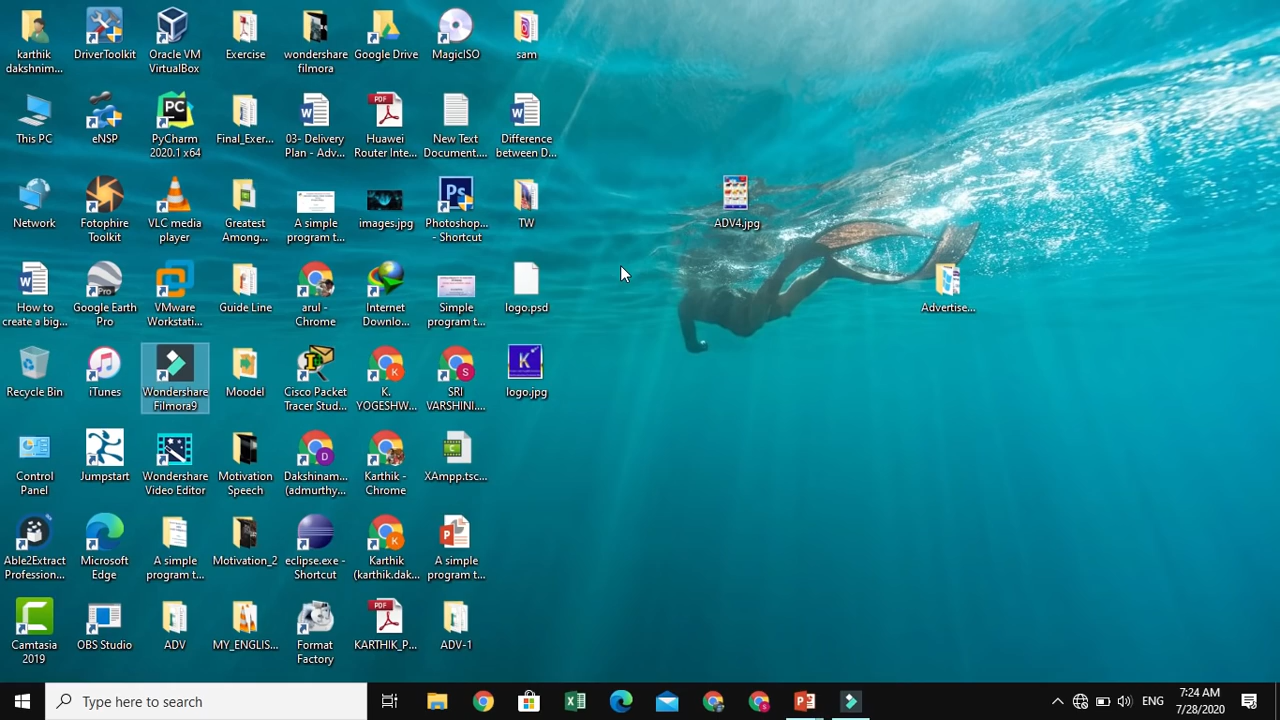 karthik
dakshnim...
DriverToolkit
Oracle VM
VirtualBox
Exercise
wondershare
filmora
Google Drive
MagicISO
sam
This PC
eNSP
PyCharm
2020.1 x64
Final_Exer...
03- Delivery
Plan - Adv...
Huawei
Router Inte...
New Text
Document....
Difference
between D...
Network
Fotophire
Toolkit
VLC media
player
Greatest
Among...
A simple
program t...
images.jpg
Photoshop...
- Shortcut
TW
ADV4.jpg
How to
create a big...
Google Earth
Pro
VMware
Workstati...
Guide Line
arul -
Chrome
Internet
Downlo...
Simple
program t...
logo.psd
Advertise...
Recycle Bin
iTunes
Wondershare
Filmora9
Moodel
Cisco Packet
Tracer Stud...
K.
YOGESHW...
SRI
VARSHINI....
logo.jpg
Control
Panel
Jumpstart
Wondershare
Video Editor
Motivation
Speech
Dakshinam...
(admurthy...
Karthik -
Chrome
XAmpp.tsc...
Able2Extract
Profession...
Microsoft
Edge
A simple
program t...
Motivation_2
eclipse.exe -
Shortcut
Karthik
(karthik.dak...
A simple
program t...
Camtasia
2019
OBS Studio
ADV
MY_ENGLIS...
Format
Factory
KARTHIK_P...
ADV-1
Type here to search
ENG
7:24 AM
7/28/2020